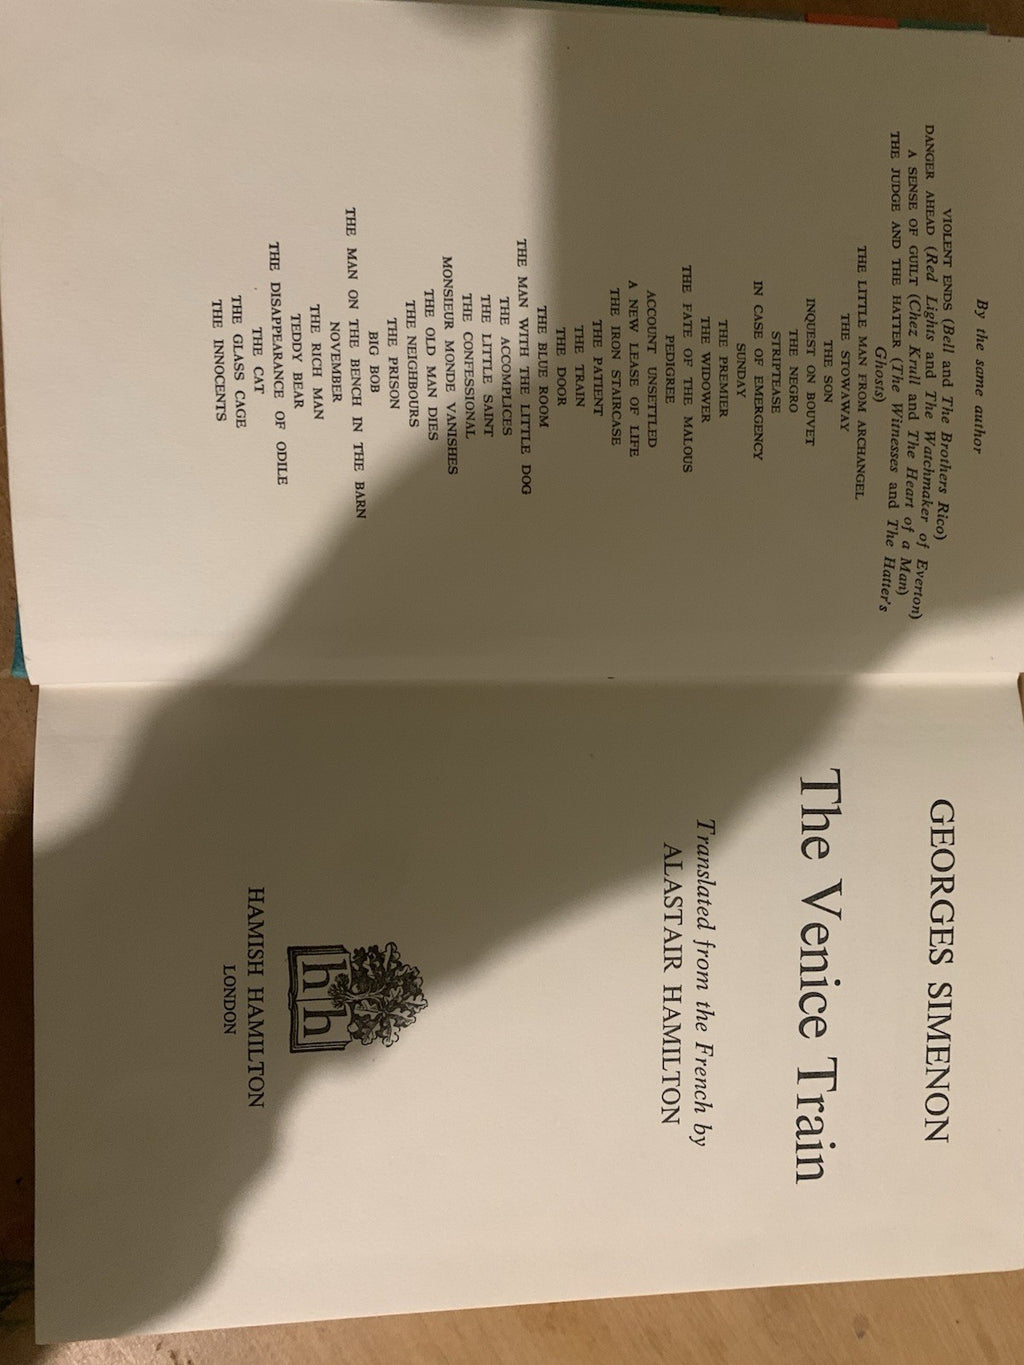 By the same author
VIOLENT ENDS (Bell and The Brothers Rico)
DANGER AHEAD (Red Lights and The Watchmaker of Everton)
A SENSE OF GUILT (Chez Krull and The Heart of a Man)
THE JUDGE AND THE HATTER (The Witnesses and The Hatter's
Ghosts)
THE LITTLE MAN FROM ARCHANGEL
THE STOWAWAY
THE SON
INQUEST ON BOUVET
THE NEGRO
STRIPTEASE
IN CASE OF EMERGENCY
SUNDAY
THE PREMIER
THE WIDOWER
THE FATE OF THE MALOUS
PEDIGREE
ACCOUNT UNSETTLED
A NEW LEASE OF LIFE
THE IRON STAIRCASE
THE PATIENT
THE TRAIN
THE DOOR
THE BLUE ROOM
THE MAN WITH THE LITTLE DOG
THE ACCOMPLICES
THE LITTLE SAINT
THE CONFESSIONAL
MONSIEUR MONDE VANISHES
THE OLD MAN DIES
THE NEIGHBOURS
THE PRISON
BIG BOB
THE MAN ON THE BENCH IN THE BARN
NOVEMBER
THE RICH MAN
TEDDY BEAR
THE DISAPPEARANCE OF ODILE
THE CAT
THE GLASS CAGE
THE INNOCENTS
GEORGES SIMENON
The Venice Train
Translated from the French by
ALASTAIR HAMILTON
h h
HAMISH HAMILTON
LONDON